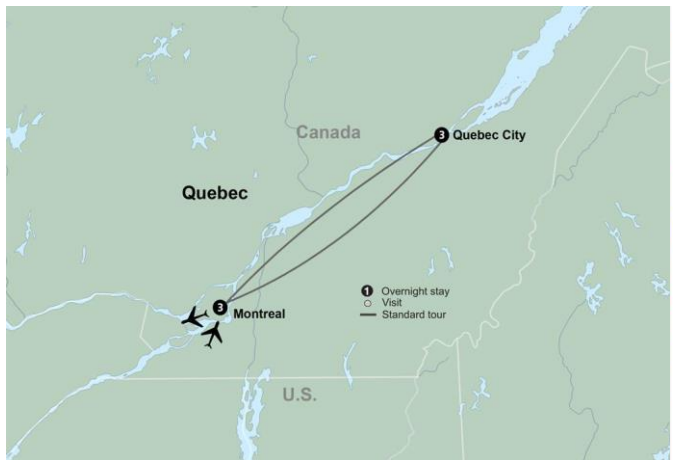 Canada
3 Quebec City
Quebec
3
Montreal
1 Overnight stay
Visit
Standard tour
U.S.